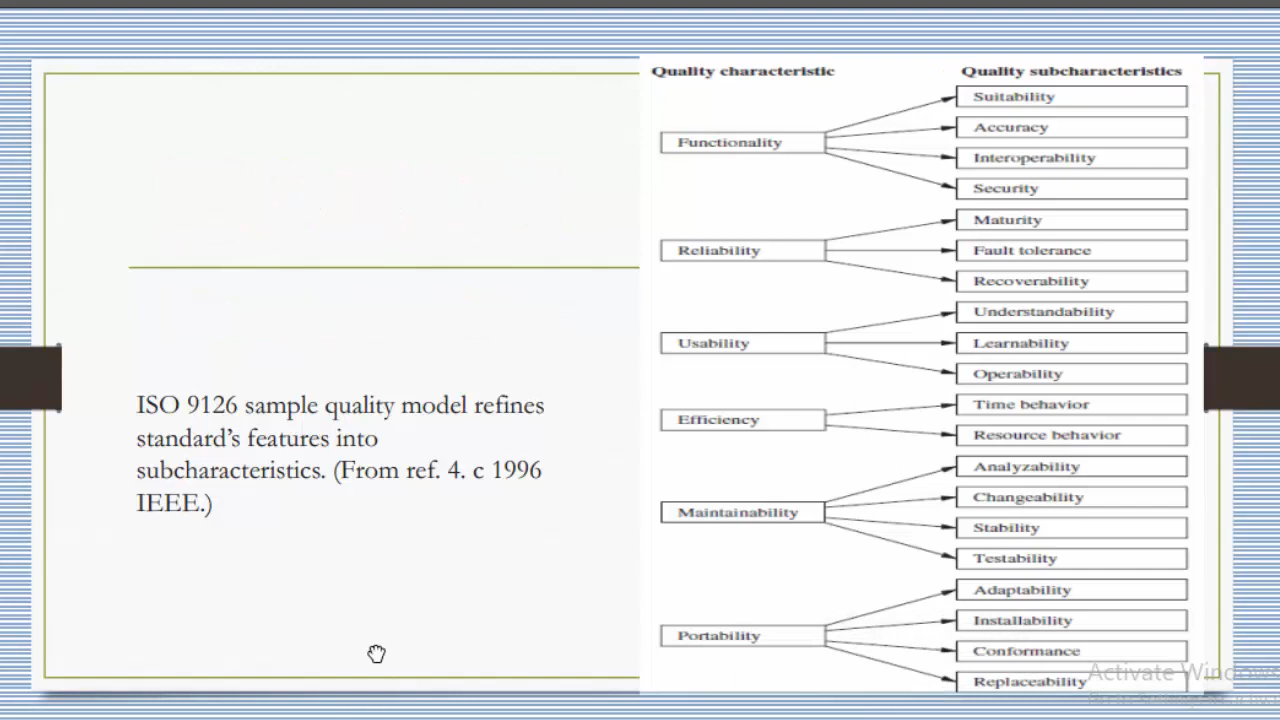 ISO 9126 sample quality model refines
standard’s features into
subcharacteristics. (From ref. 4. c 1996
IEEE.)
Quality characteristic
Quality subcharacteristics
Functionality
Suitability
Accuracy
Interoperability
Security
Reliability
Maturity
Fault tolerance
Recoverability
Usability
Understandability
Learnability
Operability
Efficiency
Time behavior
Resource behavior
Maintainability
Analyzability
Changeability
Stability
Testability
Portability
Adaptability
Installability
Conformance
Replaceability
Activate Windows